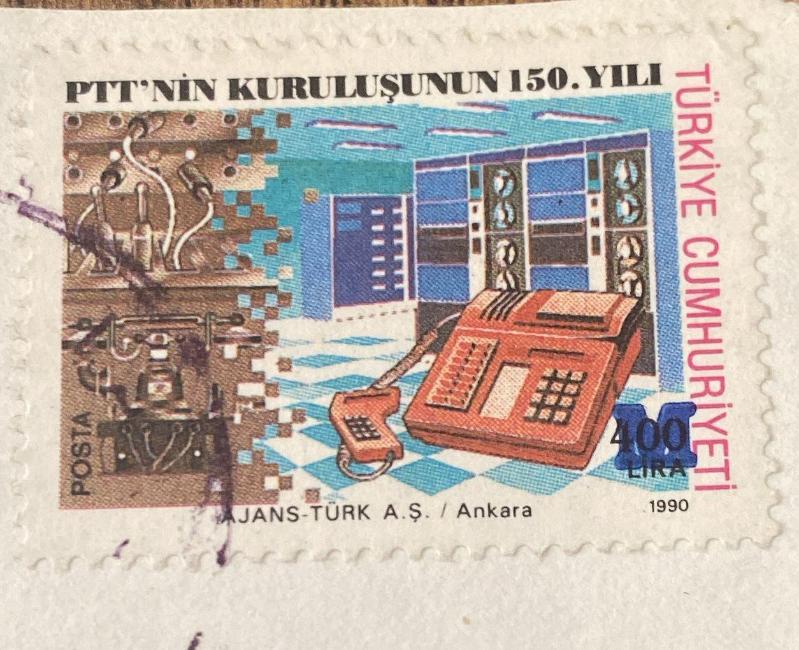 PTT'NİN KURULUŞUNUN 150. YILI
TÜRKİYE CUMHURİYETİ
POSTA
M
400
LİRA
AJANS-TÜRK A.Ş. / Ankara
1990